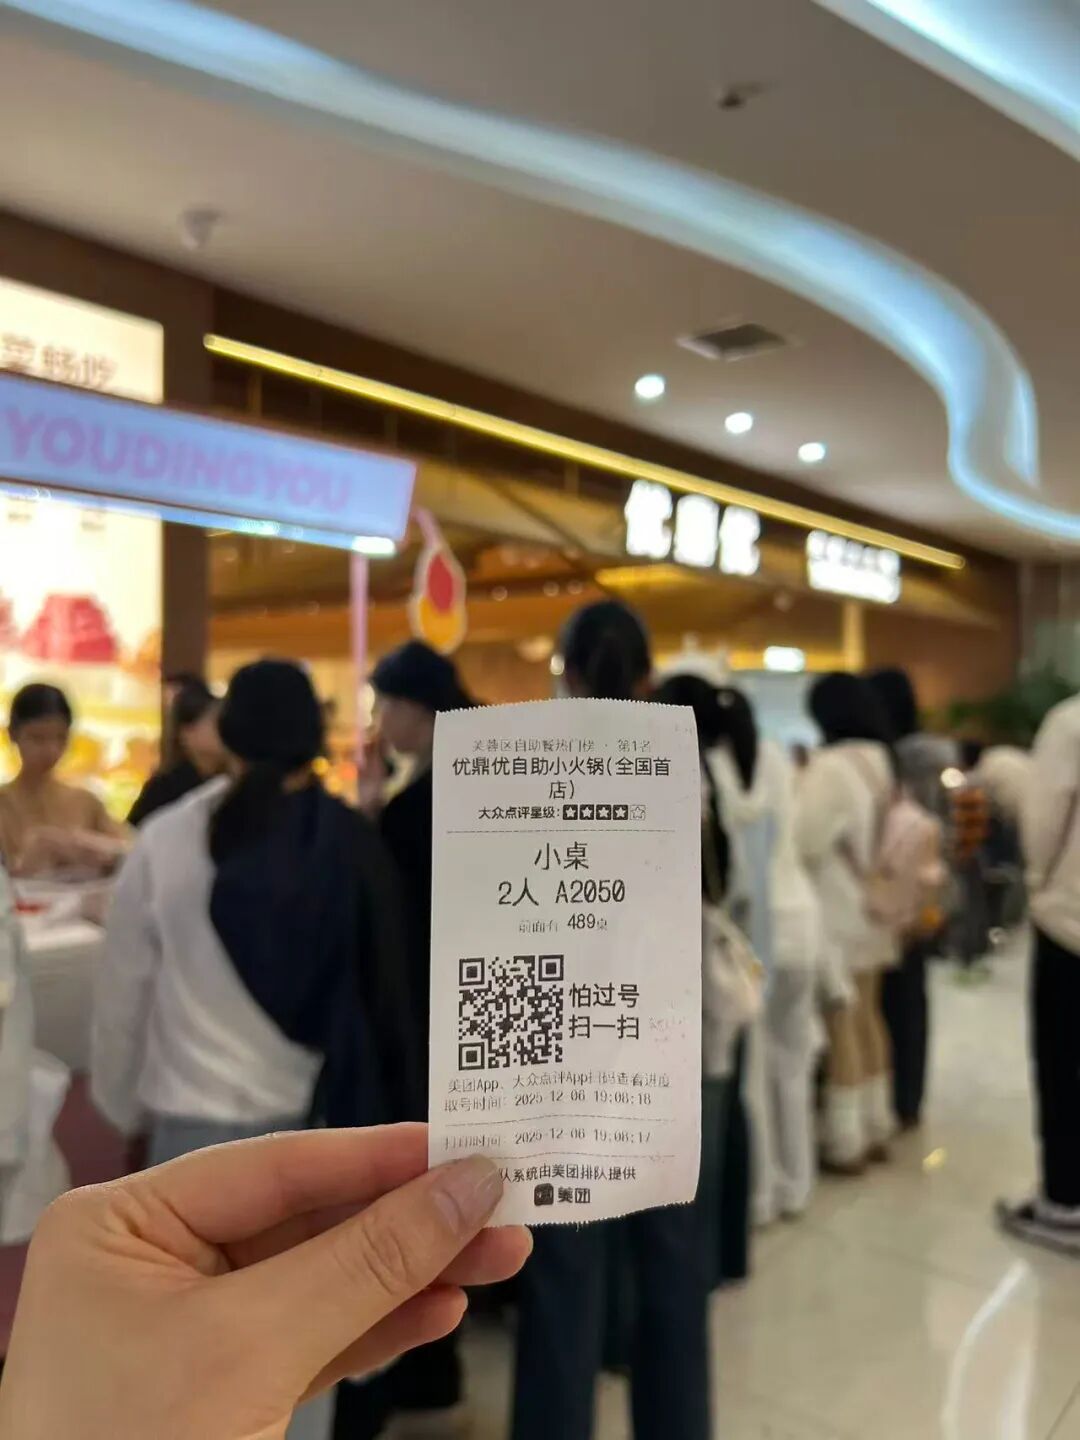 菜畅吃
YOUDINGYOU
优鼎优
芙蓉区自助餐热门榜 · 第1名
优鼎优自助小火锅(全国首
店)
大众点评星级:
小桌
2人 A2050
前面有 489桌
怕过号
扫一扫
美团App、大众点评App扫码查看进度
取号时间: 2025-12-06 19:08:18
打印时间: 2025-12-06 19:08:17
队系统由美团排队提供
美团